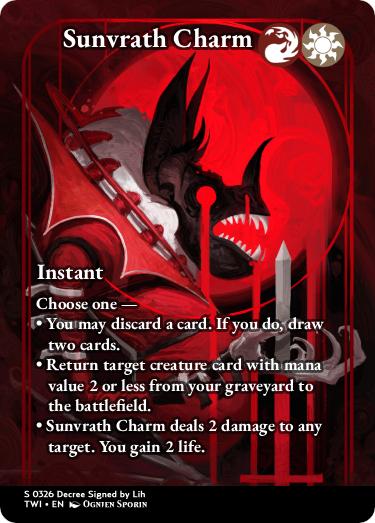 Sunvrath Charm
Instant
Choose one —
• You may discard a card. If you do, draw
two cards.
• Return target creature card with mana
value 2 or less from your graveyard to
the battlefield.
• Sunvrath Charm deals 2 damage to any
target. You gain 2 life.
S 0326 Decree Signed by Lih
TWI • EN Ognjen Sporin